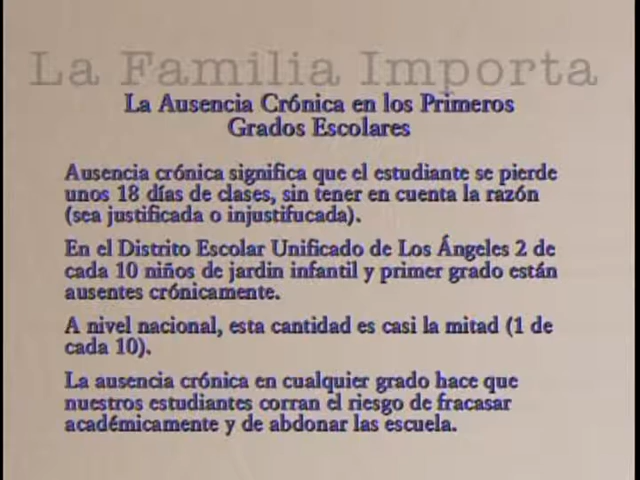 La Familia Importa
La Ausencia Crónica en los Primeros
Grados Escolares
Ausencia crónica significa que el estudiante se pierde
unos 18 días de clases, sin tener en cuenta la razón
(sea justificada o injustifucada).
En el Distrito Escolar Unificado de Los Ángeles 2 de
cada 10 niños de jardin infantil y primer grado están
ausentes crónicamente.
A nivel nacional, esta cantidad es casi la mitad (1 de
cada 10).
La ausencia crónica en cualquier grado hace que
nuestros estudiantes corran el riesgo de fracasar
académicamente y de abdonar las escuela.